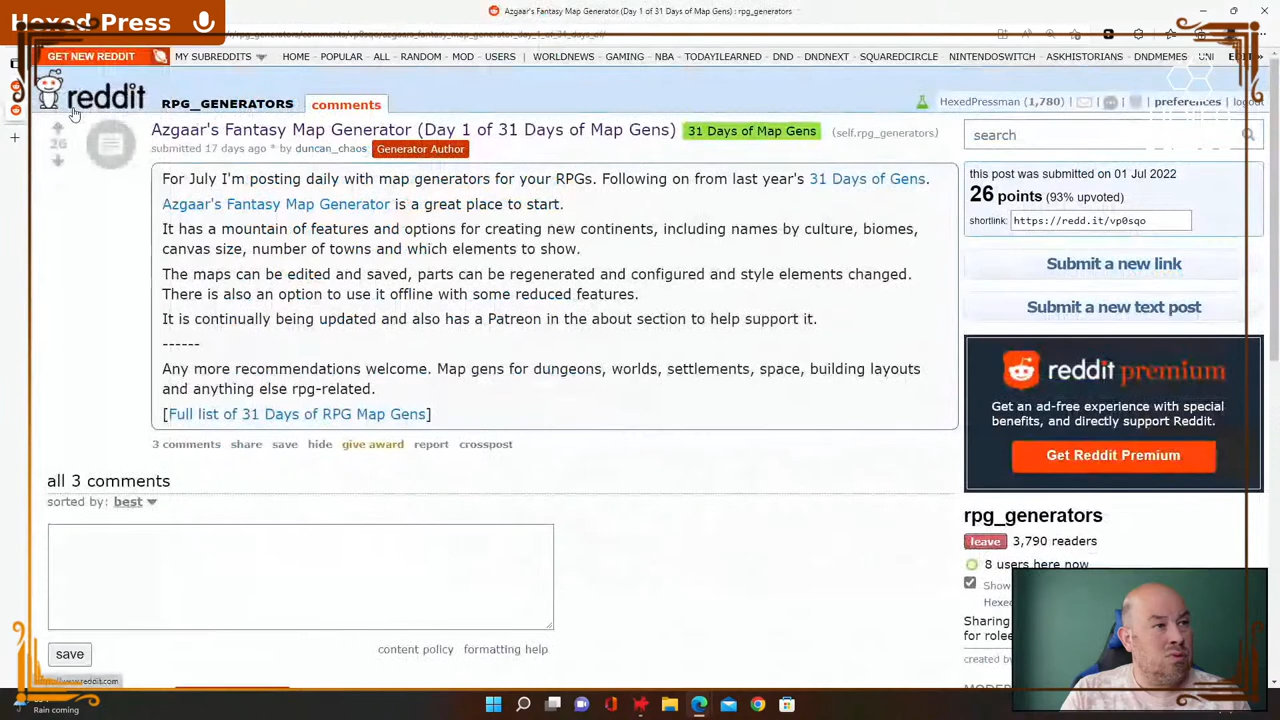 Hexed Press
Azgaar's Fantasy Map Generator (Day 1 of 31 Days of Map Gens) : rpg_generators
GET NEW REDDIT MY SUBREDDITS HOME - POPULAR - ALL - RANDOM - MOD - USERS | WORLDNEWS - GAMING - NBA - TODAYILEARNED - DND - DNDNEXT - SQUAREDCIRCLE - NINTENDOSWITCH - ASKHISTORIANS - DNDMEMES - UNI
reddit RPG_GENERATORS comments
HexedPressman (1,780) | preferences | logout
Azgaar's Fantasy Map Generator (Day 1 of 31 Days of Map Gens) 31 Days of Map Gens (self.rpg_generators)
26
submitted 17 days ago * by duncan_chaos Generator Author
For July I'm posting daily with map generators for your RPGs. Following on from last year's 31 Days of Gens.
Azgaar's Fantasy Map Generator is a great place to start.
It has a mountain of features and options for creating new continents, including names by culture, biomes,
canvas size, number of towns and which elements to show.
The maps can be edited and saved, parts can be regenerated and configured and style elements changed.
There is also an option to use it offline with some reduced features.
It is continually being updated and also has a Patreon in the about section to help support it.
------
Any more recommendations welcome. Map gens for dungeons, worlds, settlements, space, building layouts
and anything else rpg-related.
[Full list of 31 Days of RPG Map Gens]
3 comments share save hide give award report crosspost
all 3 comments
sorted by: best
save
content policy formatting help
search
this post was submitted on 01 Jul 2022
26 points (93% upvoted)
shortlink: https://redd.it/vp0sqo
Submit a new link
Submit a new text post
reddit premium
Get an ad-free experience with special
benefits, and directly support Reddit.
Get Reddit Premium
rpg_generators
leave 3,790 readers
8 users here now
Show
Hexed
Sharing
for rolee
created by
MODER
www.reddit.com
Rain coming